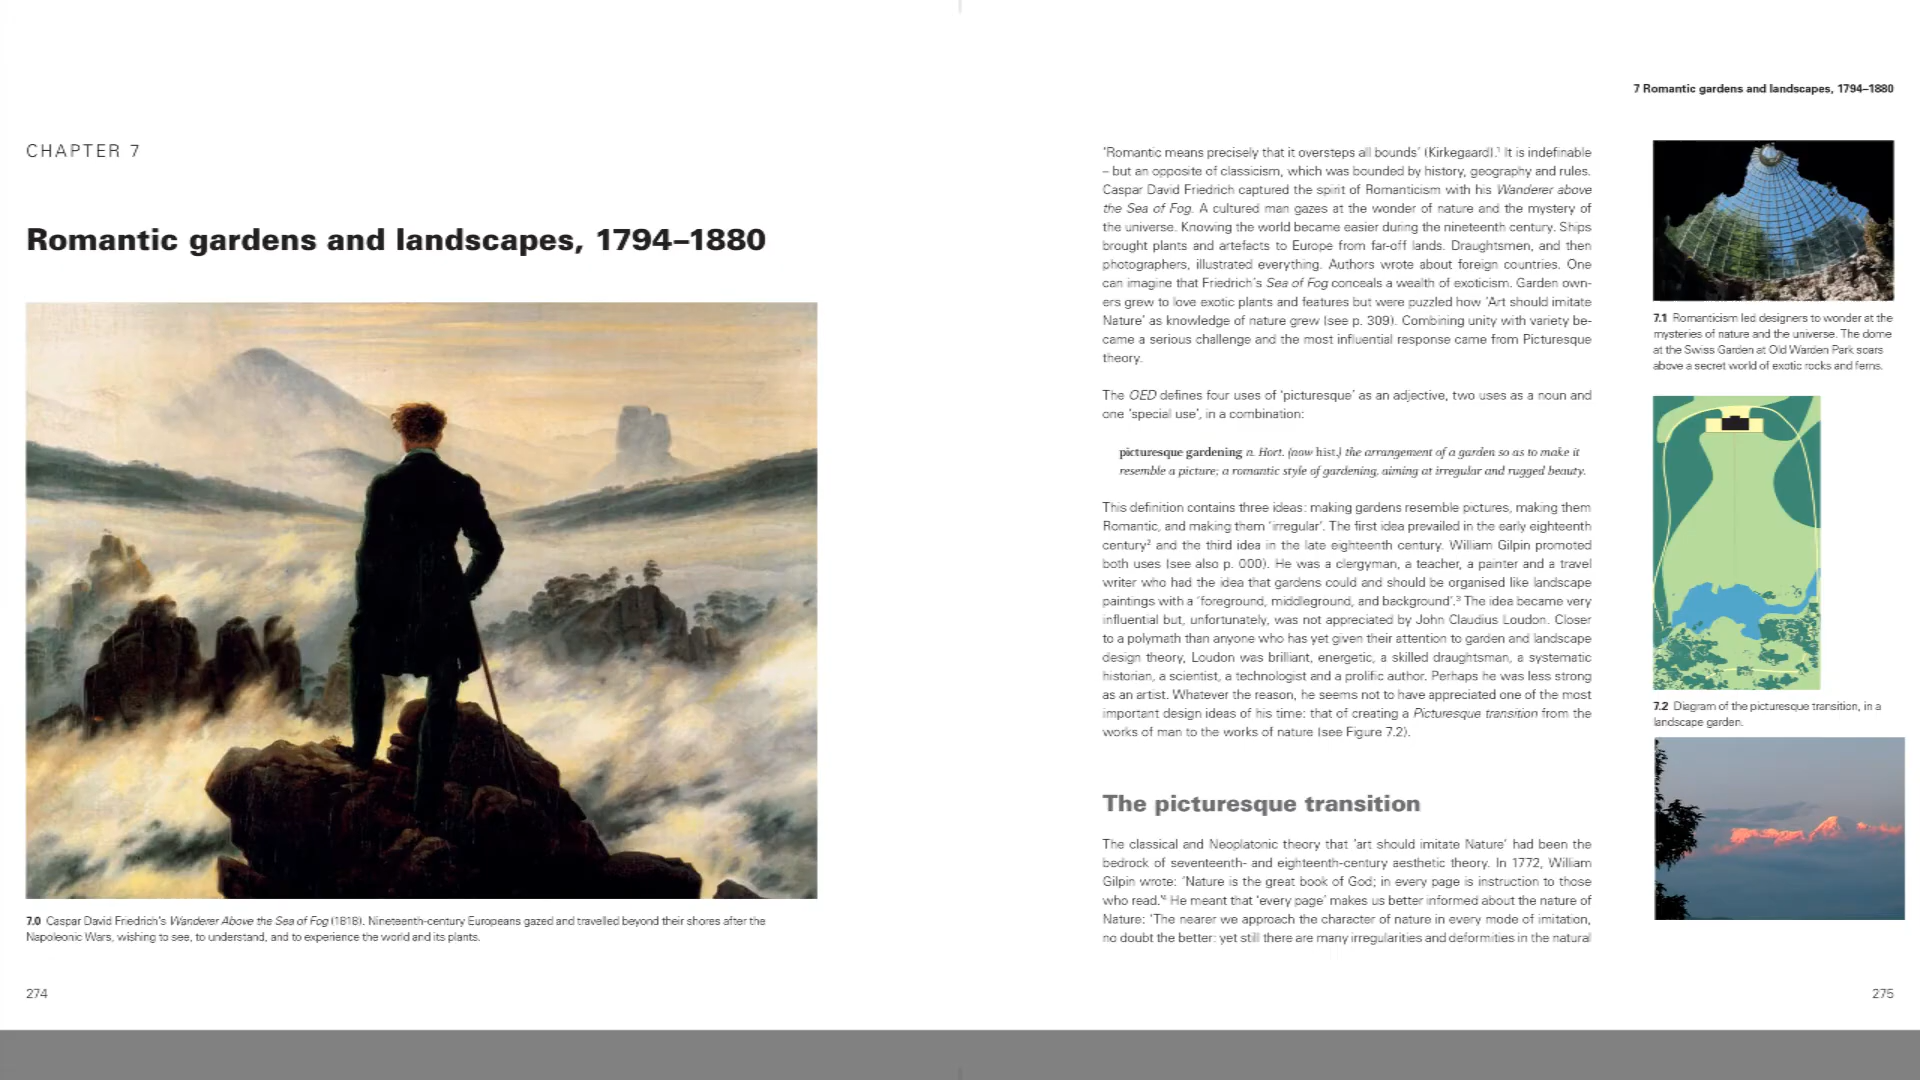 CHAPTER 7
Romantic gardens and landscapes, 1794–1880
7.0 Caspar David Friedrich's Wanderer Above the Sea of Fog (1818). Nineteenth-century Europeans gazed and travelled beyond their shores after the
Napoleonic Wars, wishing to see, to understand, and to experience the world and its plants.
274
7 Romantic gardens and landscapes, 1794–1880
'Romantic means precisely that it oversteps all bounds' (Kirkegaard).¹ It is indefinable
– but an opposite of classicism, which was bounded by history, geography and rules.
Caspar David Friedrich captured the spirit of Romanticism with his Wanderer above
the Sea of Fog. A cultured man gazes at the wonder of nature and the mystery of
the universe. Knowing the world became easier during the nineteenth century. Ships
brought plants and artefacts to Europe from far-off lands. Draughtsmen, and then
photographers, illustrated everything. Authors wrote about foreign countries. One
can imagine that Friedrich's Sea of Fog conceals a wealth of exoticism. Garden own-
ers grew to love exotic plants and features but were puzzled how 'Art should imitate
Nature' as knowledge of nature grew (see p. 309). Combining unity with variety be-
came a serious challenge and the most influential response came from Picturesque
theory.
The OED defines four uses of 'picturesque' as an adjective, two uses as a noun and
one 'special use', in a combination:
picturesque gardening n. Hort. (now hist.) the arrangement of a garden so as to make it
resemble a picture; a romantic style of gardening, aiming at irregular and rugged beauty.
This definition contains three ideas: making gardens resemble pictures, making them
Romantic, and making them 'irregular'. The first idea prevailed in the early eighteenth
century² and the third idea in the late eighteenth century. William Gilpin promoted
both uses (see also p. 000). He was a clergyman, a teacher, a painter and a travel
writer who had the idea that gardens could and should be organised like landscape
paintings with a 'foreground, middleground, and background'.³ The idea became very
influential but, unfortunately, was not appreciated by John Claudius Loudon. Closer
to a polymath than anyone who has yet given their attention to garden and landscape
design theory, Loudon was brilliant, energetic, a skilled draughtsman, a systematic
historian, a scientist, a technologist and a prolific author. Perhaps he was less strong
as an artist. Whatever the reason, he seems not to have appreciated one of the most
important design ideas of his time: that of creating a Picturesque transition from the
works of man to the works of nature (see Figure 7.2).
The picturesque transition
The classical and Neoplatonic theory that 'art should imitate Nature' had been the
bedrock of seventeenth- and eighteenth-century aesthetic theory. In 1772, William
Gilpin wrote: 'Nature is the great book of God; in every page is instruction to those
who read.'⁴ He meant that 'every page' makes us better informed about the nature of
Nature: 'The nearer we approach the character of nature in every mode of imitation,
no doubt the better: yet still there are many irregularities and deformities in the natural
7.1 Romanticism led designers to wonder at the
mysteries of nature and the universe. The dome
at the Swiss Garden at Old Warden Park soars
above a secret world of exotic rocks and ferns.
7.2 Diagram of the picturesque transition, in a
landscape garden.
275